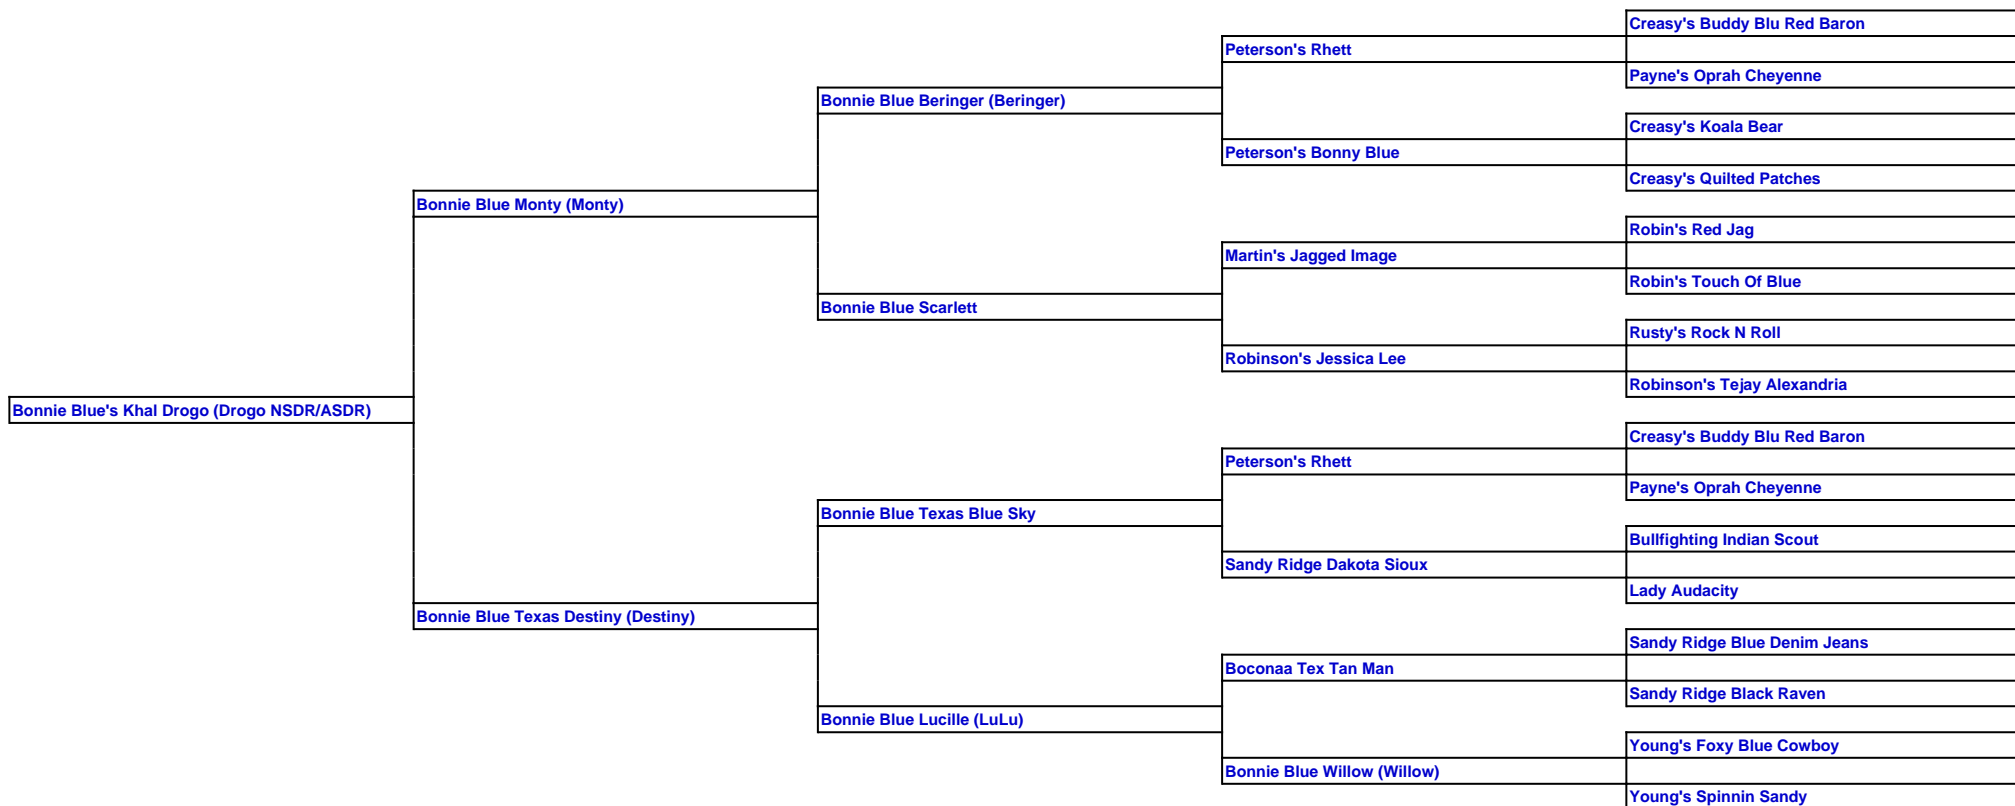 Creasy's Buddy Blu Red Baron
Peterson's Rhett
Payne's Oprah Cheyenne
Bonnie Blue Beringer (Beringer)
Creasy's Koala Bear
Peterson's Bonny Blue
Creasy's Quilted Patches
Bonnie Blue Monty (Monty)
Robin's Red Jag
Martin's Jagged Image
Robin's Touch Of Blue
Bonnie Blue Scarlett
Rusty's Rock N Roll
Robinson's Jessica Lee
Robinson's Tejay Alexandria
Bonnie Blue's Khal Drogo (Drogo NSDR/ASDR)
Creasy's Buddy Blu Red Baron
Peterson's Rhett
Payne's Oprah Cheyenne
Bonnie Blue Texas Blue Sky
Bullfighting Indian Scout
Sandy Ridge Dakota Sioux
Lady Audacity
Bonnie Blue Texas Destiny (Destiny)
Sandy Ridge Blue Denim Jeans
Boconaa Tex Tan Man
Sandy Ridge Black Raven
Bonnie Blue Lucille (LuLu)
Young's Foxy Blue Cowboy
Bonnie Blue Willow (Willow)
Young's Spinnin Sandy